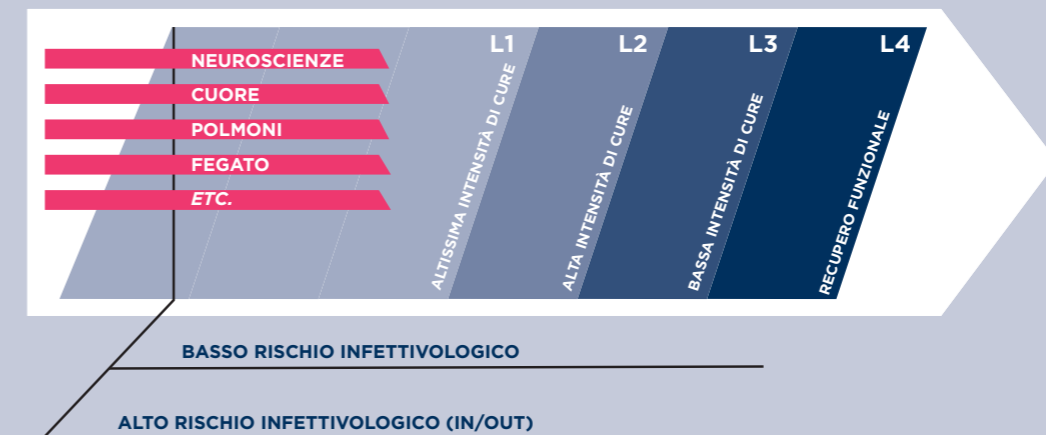 L1
L2
L3
L4
NEUROSCIENZE
CUORE
POLMONI
FEGATO
ETC.
ALTISSIMA INTENSITÀ DI CURE
ALTA INTENSITÀ DI CURE
BASSA INTENSITÀ DI CURE
RECUPERO FUNZIONALE
BASSO RISCHIO INFETTIVOLOGICO
ALTO RISCHIO INFETTIVOLOGICO (IN/OUT)